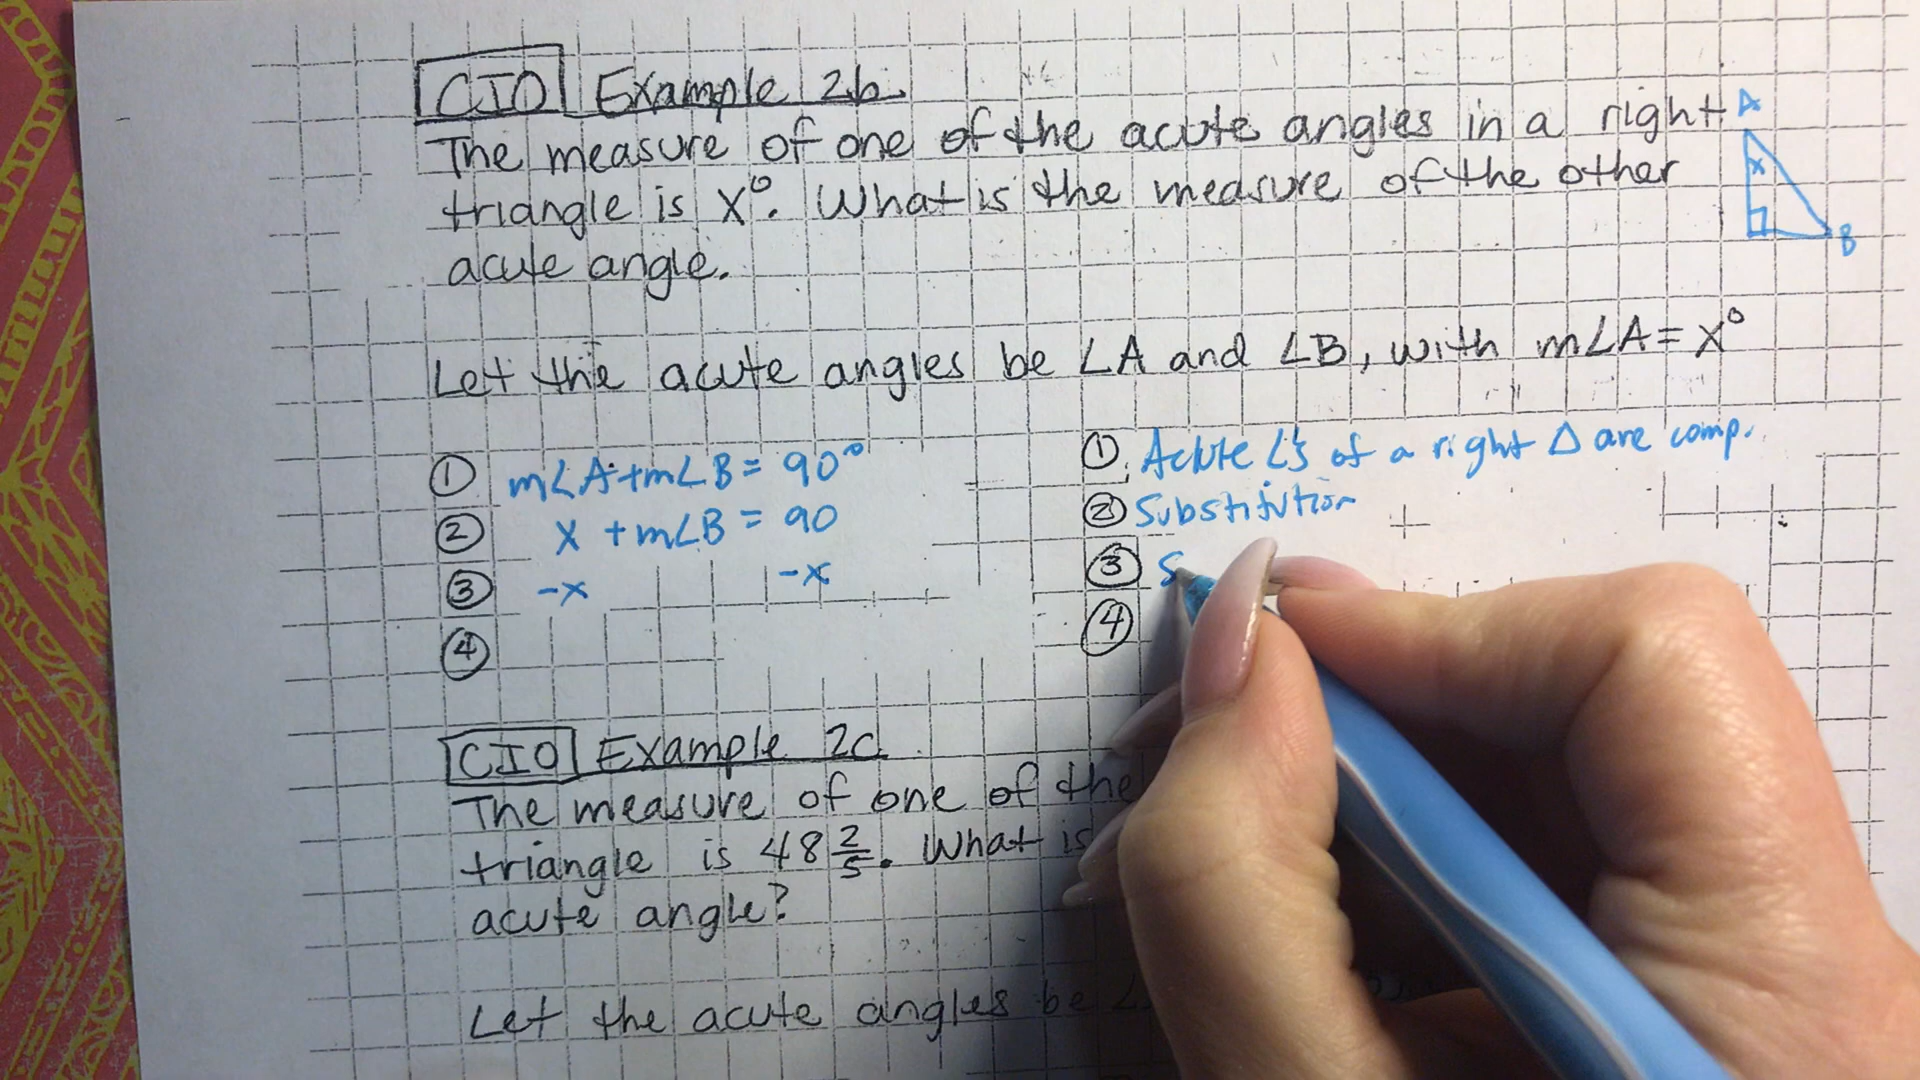 CIO Example 2b.
The measure of one of the acute angles in a right
triangle is x°. What is the measure of the other
acute angle.
A
x
B
Let the acute angles be ∠A and ∠B, with m∠A = x°
① m∠A + m∠B = 90°
② x + m∠B = 90
③ -x -x
④
① Acute ∠'s of a right △ are comp.
② Substitution
③ S
④
CIO Example 2c
The measure of one of the
triangle is 48 2/5. What is
acute angle?
Let the acute angles be ∠